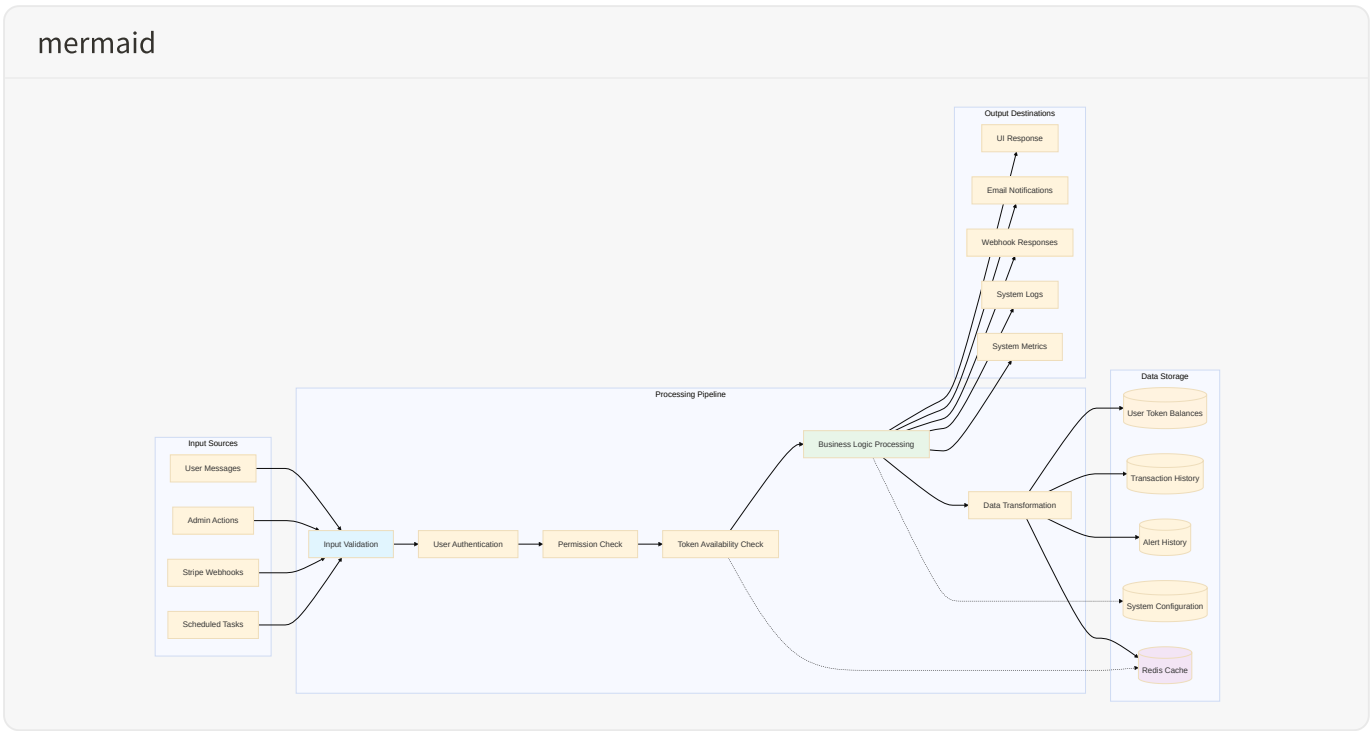 mermaid
Output Destinations
UI Response
Email Notifications
Webhook Responses
System Logs
System Metrics
Data Storage
User Token Balances
Transaction History
Alert History
System Configuration
Redis Cache
Processing Pipeline
Business Logic Processing
Data Transformation
Input Validation
User Authentication
Permission Check
Token Availability Check
Input Sources
User Messages
Admin Actions
Stripe Webhooks
Scheduled Tasks